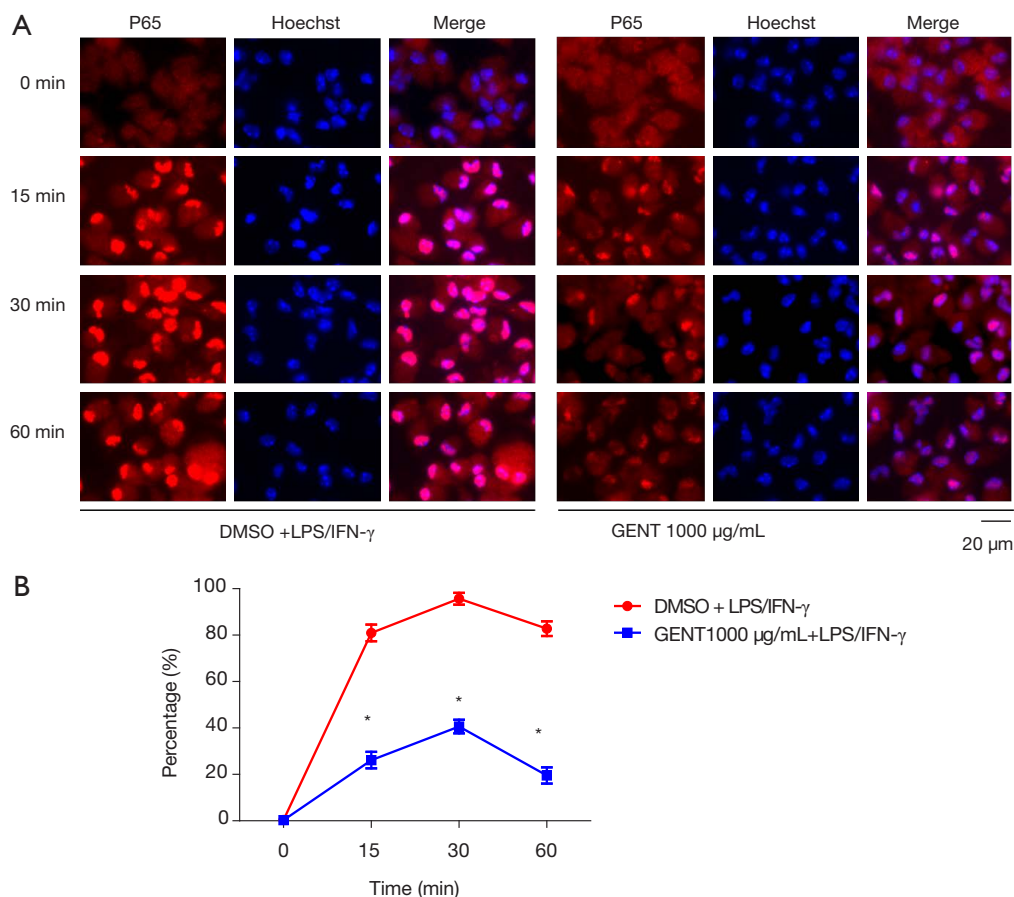 A
P65 Hoechst Merge P65 Hoechst Merge
0 min
15 min
30 min
60 min
DMSO +LPS/IFN-γ GENT 1000 µg/mL
20 µm
B
100
80
60
40
20
0
Percentage (%)
* * *
0 15 30 60
Time (min)
DMSO + LPS/IFN-γ
GENT1000 µg/mL+LPS/IFN-γ